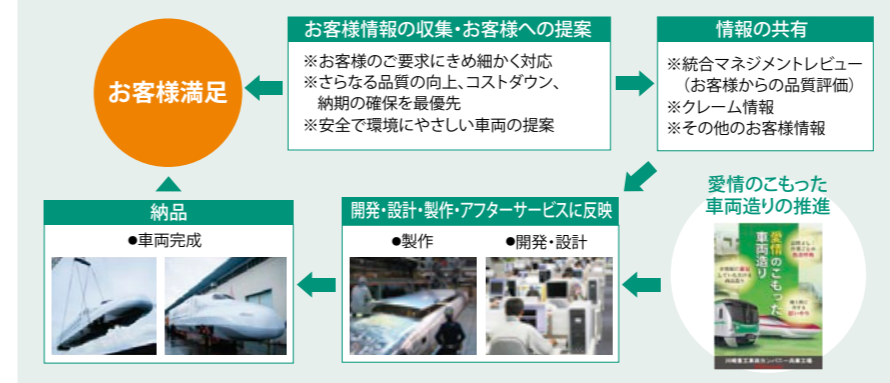 お客様満足
お客様情報の収集・お客様への提案
※お客様のご要求にきめ細かく対応
※さらなる品質の向上、コストダウン、
納期の確保を最優先
※安全で環境にやさしい車両の提案
情報の共有
※統合マネジメントレビュー
（お客様からの品質評価）
※クレーム情報
※その他のお客様情報
愛情のこもった
車両造りの推進
愛情のこもった
車両造り
開発・設計・製作・アフターサービスに反映
●製作
●開発・設計
納品
●車両完成